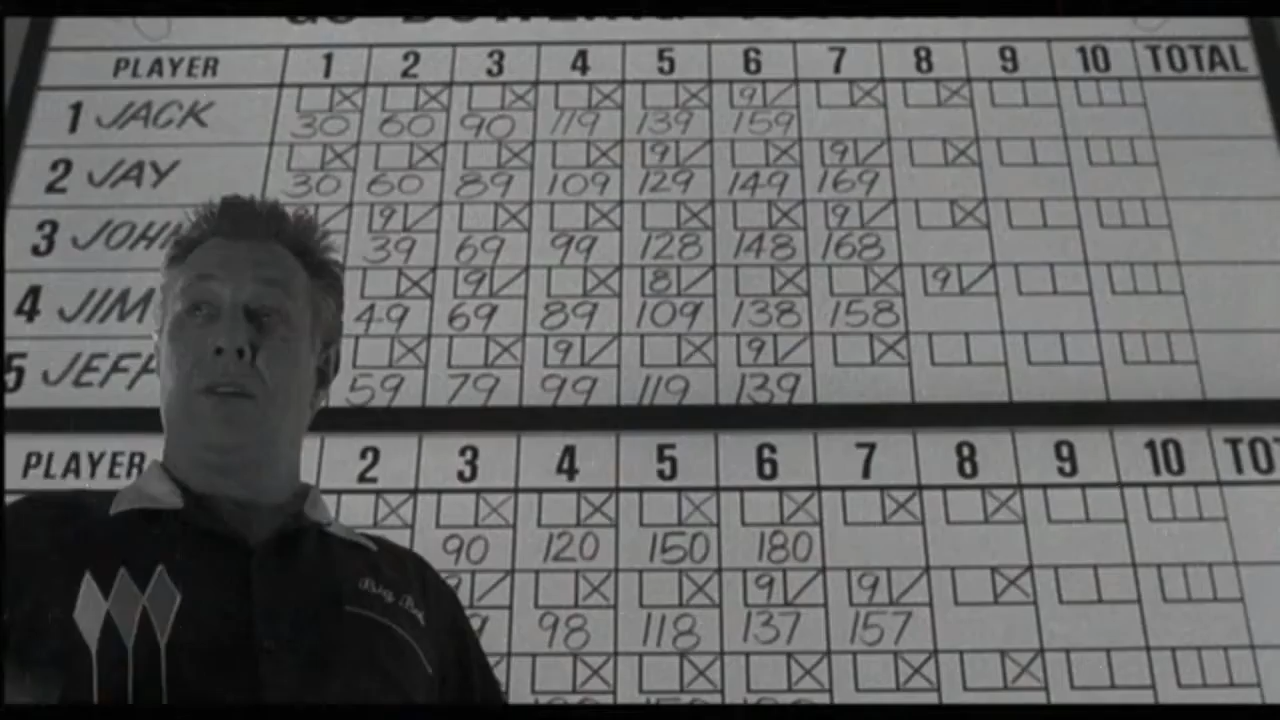 GO BOWLING
PLAYER 1 2 3 4 5 6 7 8 9 10 TOTAL
X X X X X 9/ X X
1 JACK 30 60 90 119 139 159
X X X X 9/ X 9/ X
2 JAY 30 60 89 109 129 149 169
9/ X X X X 9/ X
3 JOHN 39 69 99 128 148 168
X 9/ X 8/ X X 9/
4 JIM 49 69 89 109 138 158
X X 9/ X 9/ X
5 JEFF 59 79 99 119 139
PLAYER 2 3 4 5 6 7 8 9 10 TO
X X X X X X X
90 120 150 180
9/ X X 9/ 9/ X
98 118 137 157
X X X X X
Big